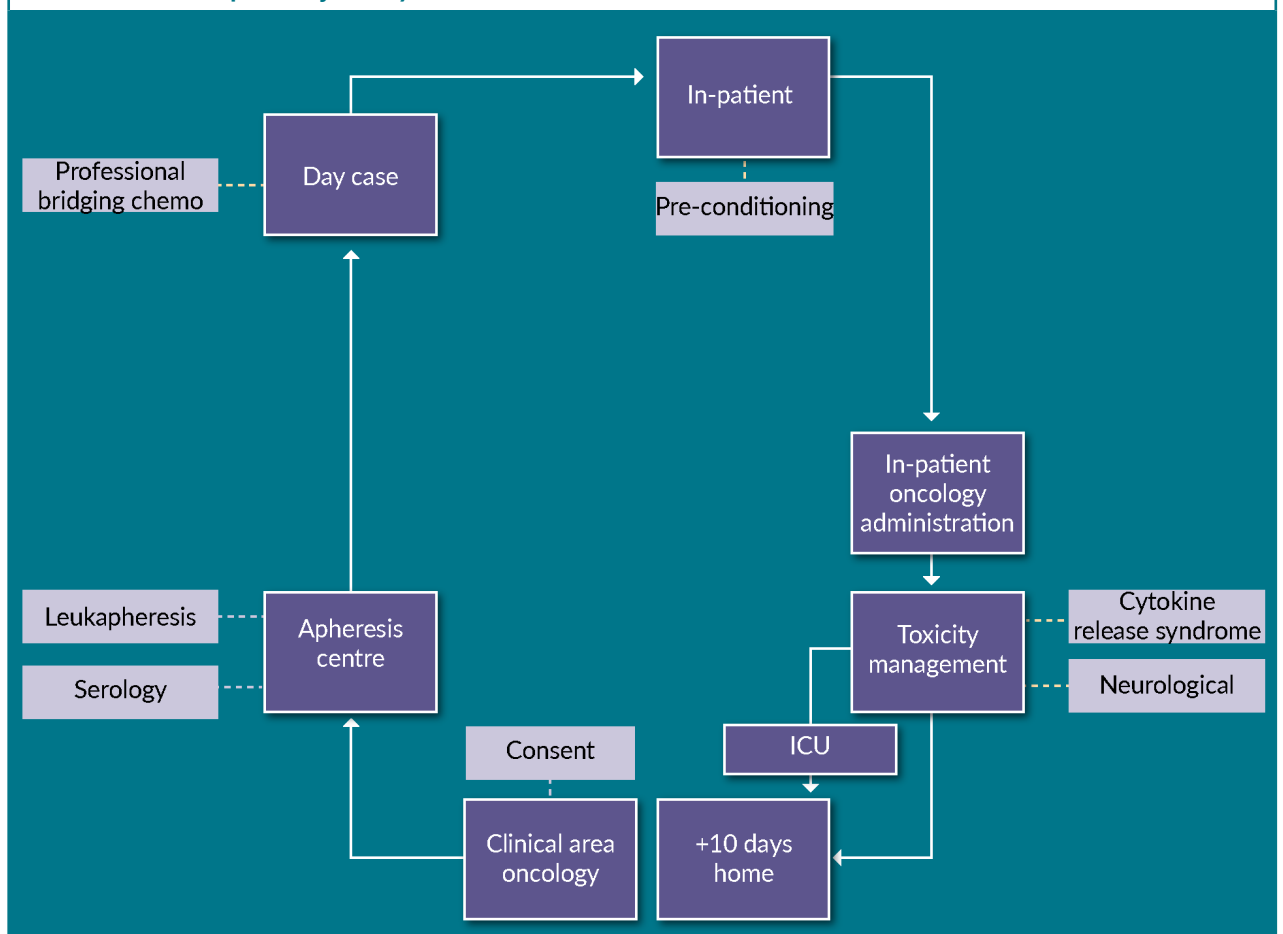 In-patient
Professional
bridging chemo
Day case
Pre-conditioning
In-patient
oncology
administration
Leukapheresis
Serology
Apheresis
centre
Toxicity
management
Cytokine
release syndrome
Neurological
ICU
Consent
Clinical area
oncology
+10 days
home